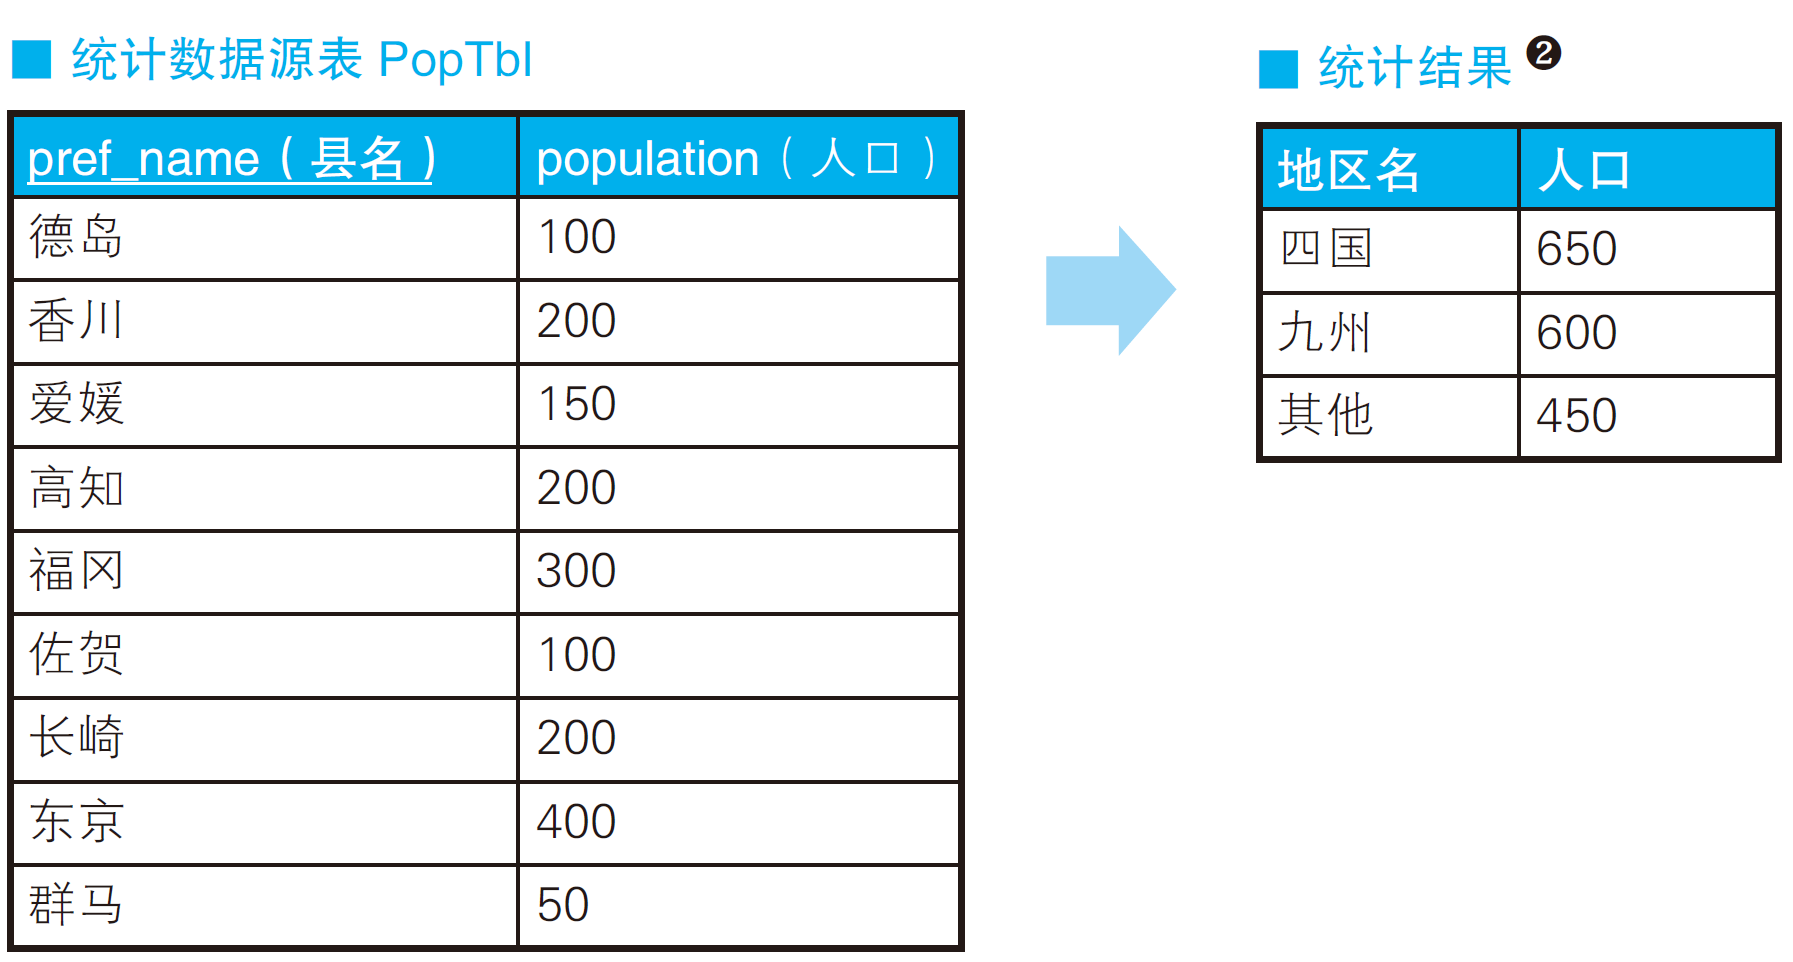 ■ 统计数据源表 PopTbl
pref_name（县名） population（人口）
德岛 100
香川 200
爱媛 150
高知 200
福冈 300
佐贺 100
长崎 200
东京 400
群马 50
■ 统计结果❷
地区名 人口
四国 650
九州 600
其他 450